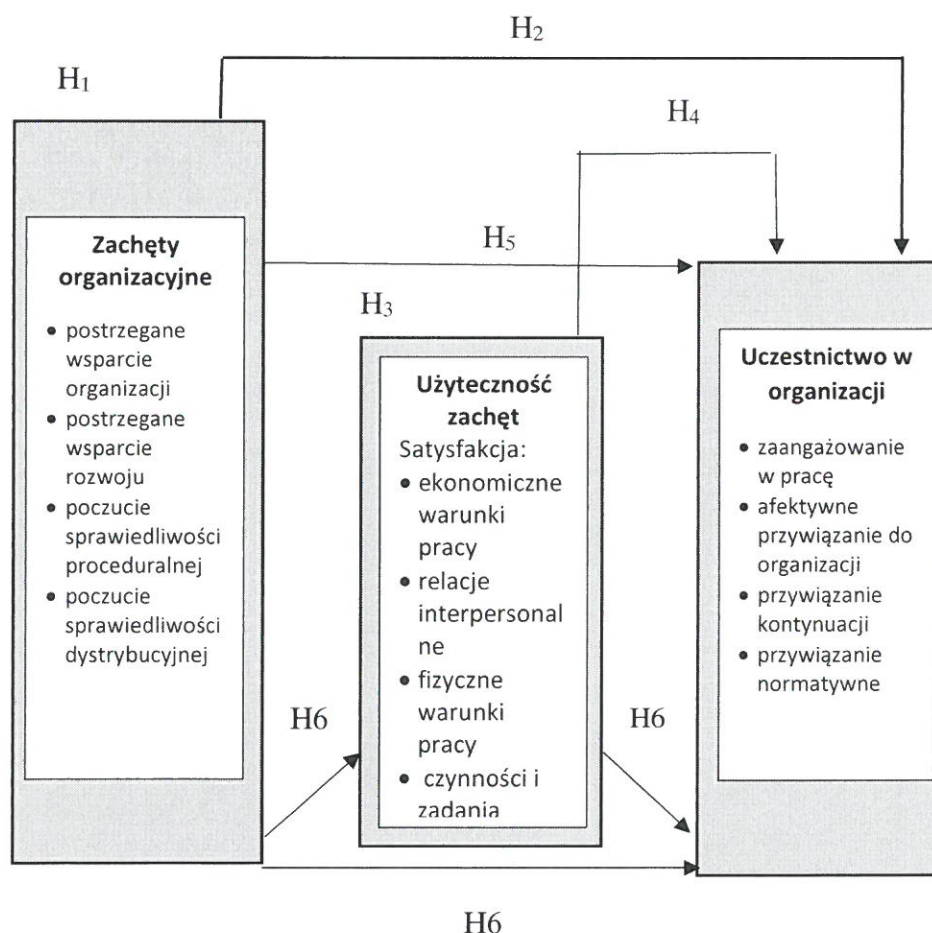 H₂
H₁
H₄
Zachęty
organizacyjne
• postrzegane
wsparcie
organizacji
• postrzegane
wsparcie
rozwoju
• poczucie
sprawiedliwości
proceduralnej
• poczucie
sprawiedliwości
dystrybucyjnej
H₅
H₃
Użyteczność
zachęt
Satysfakcja:
• ekonomiczne
warunki
pracy
• relacje
interpersonal
ne
• fizyczne
warunki
pracy
• czynności i
zadania
Uczestnictwo w
organizacji
• zaangażowanie
w pracę
• afektywne
przywiązanie do
organizacji
• przywiązanie
kontynuacji
• przywiązanie
normatywne
H6
H6
H6